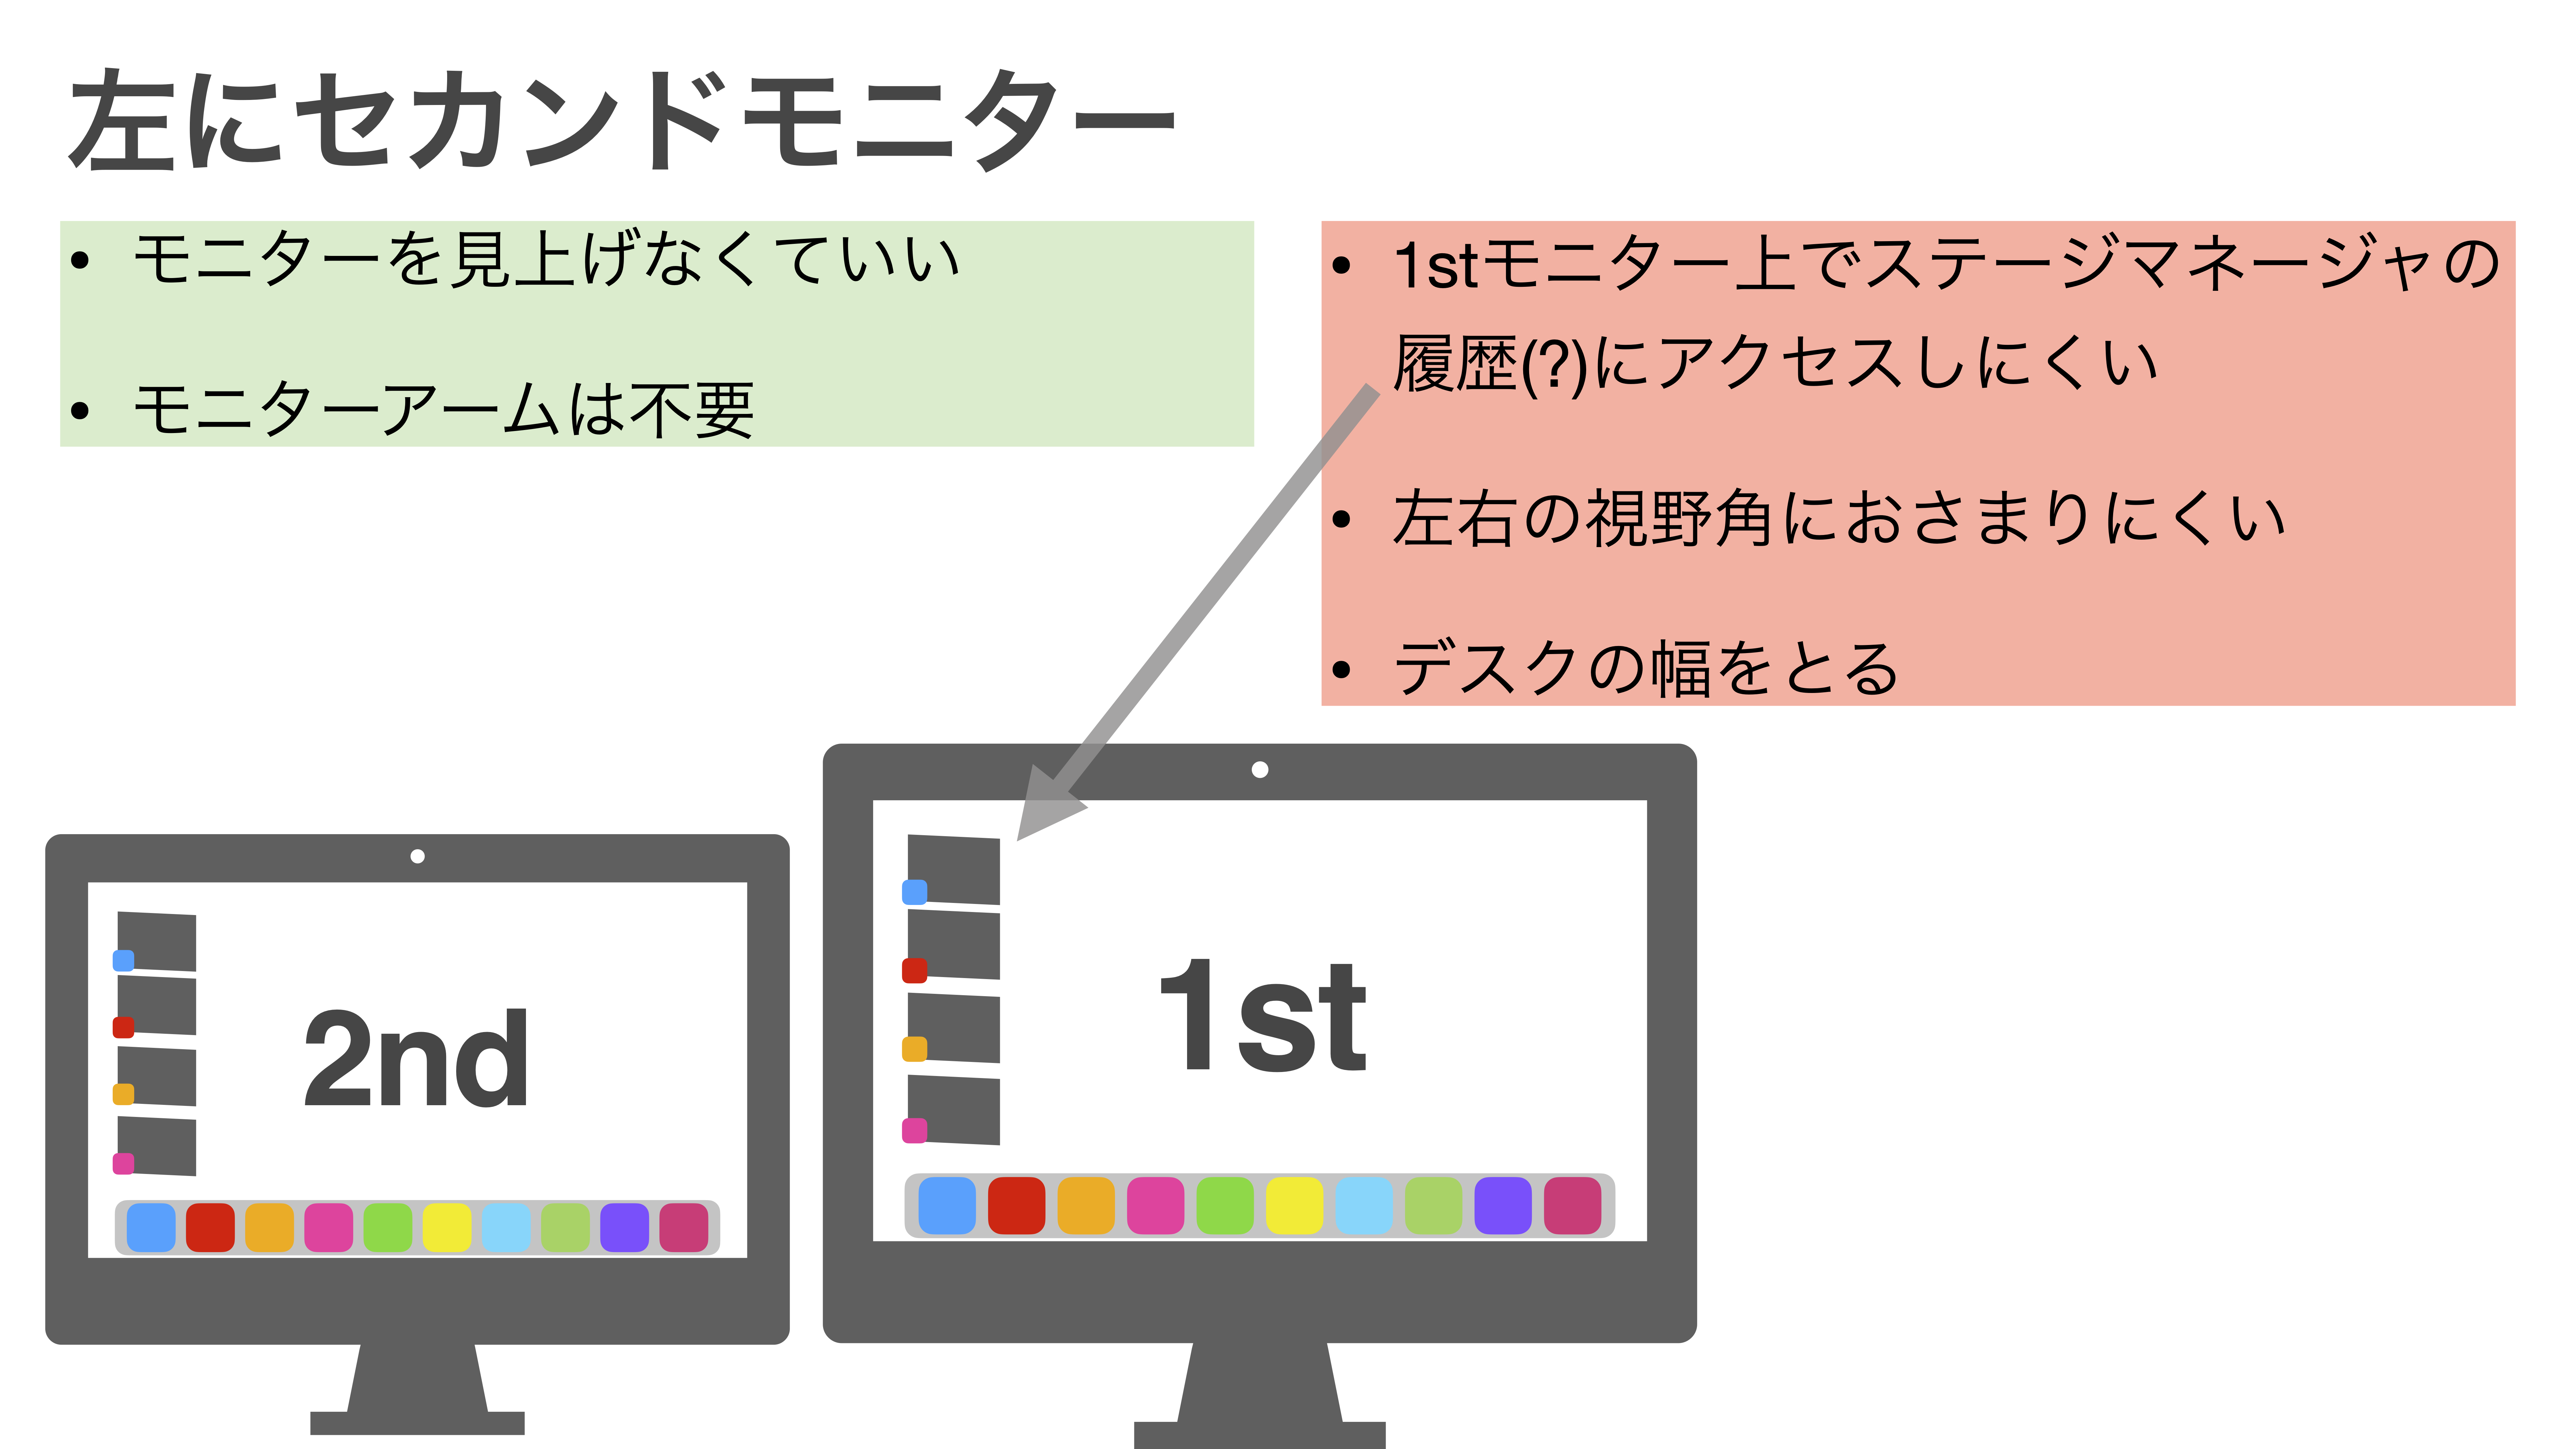 左にセカンドモニター
• モニターを見上げなくていい
• モニターアームは不要
• 1stモニター上でステージマネージャの
履歴(?)にアクセスしにくい
• 左右の視野角におさまりにくい
• デスクの幅をとる
2nd
1st